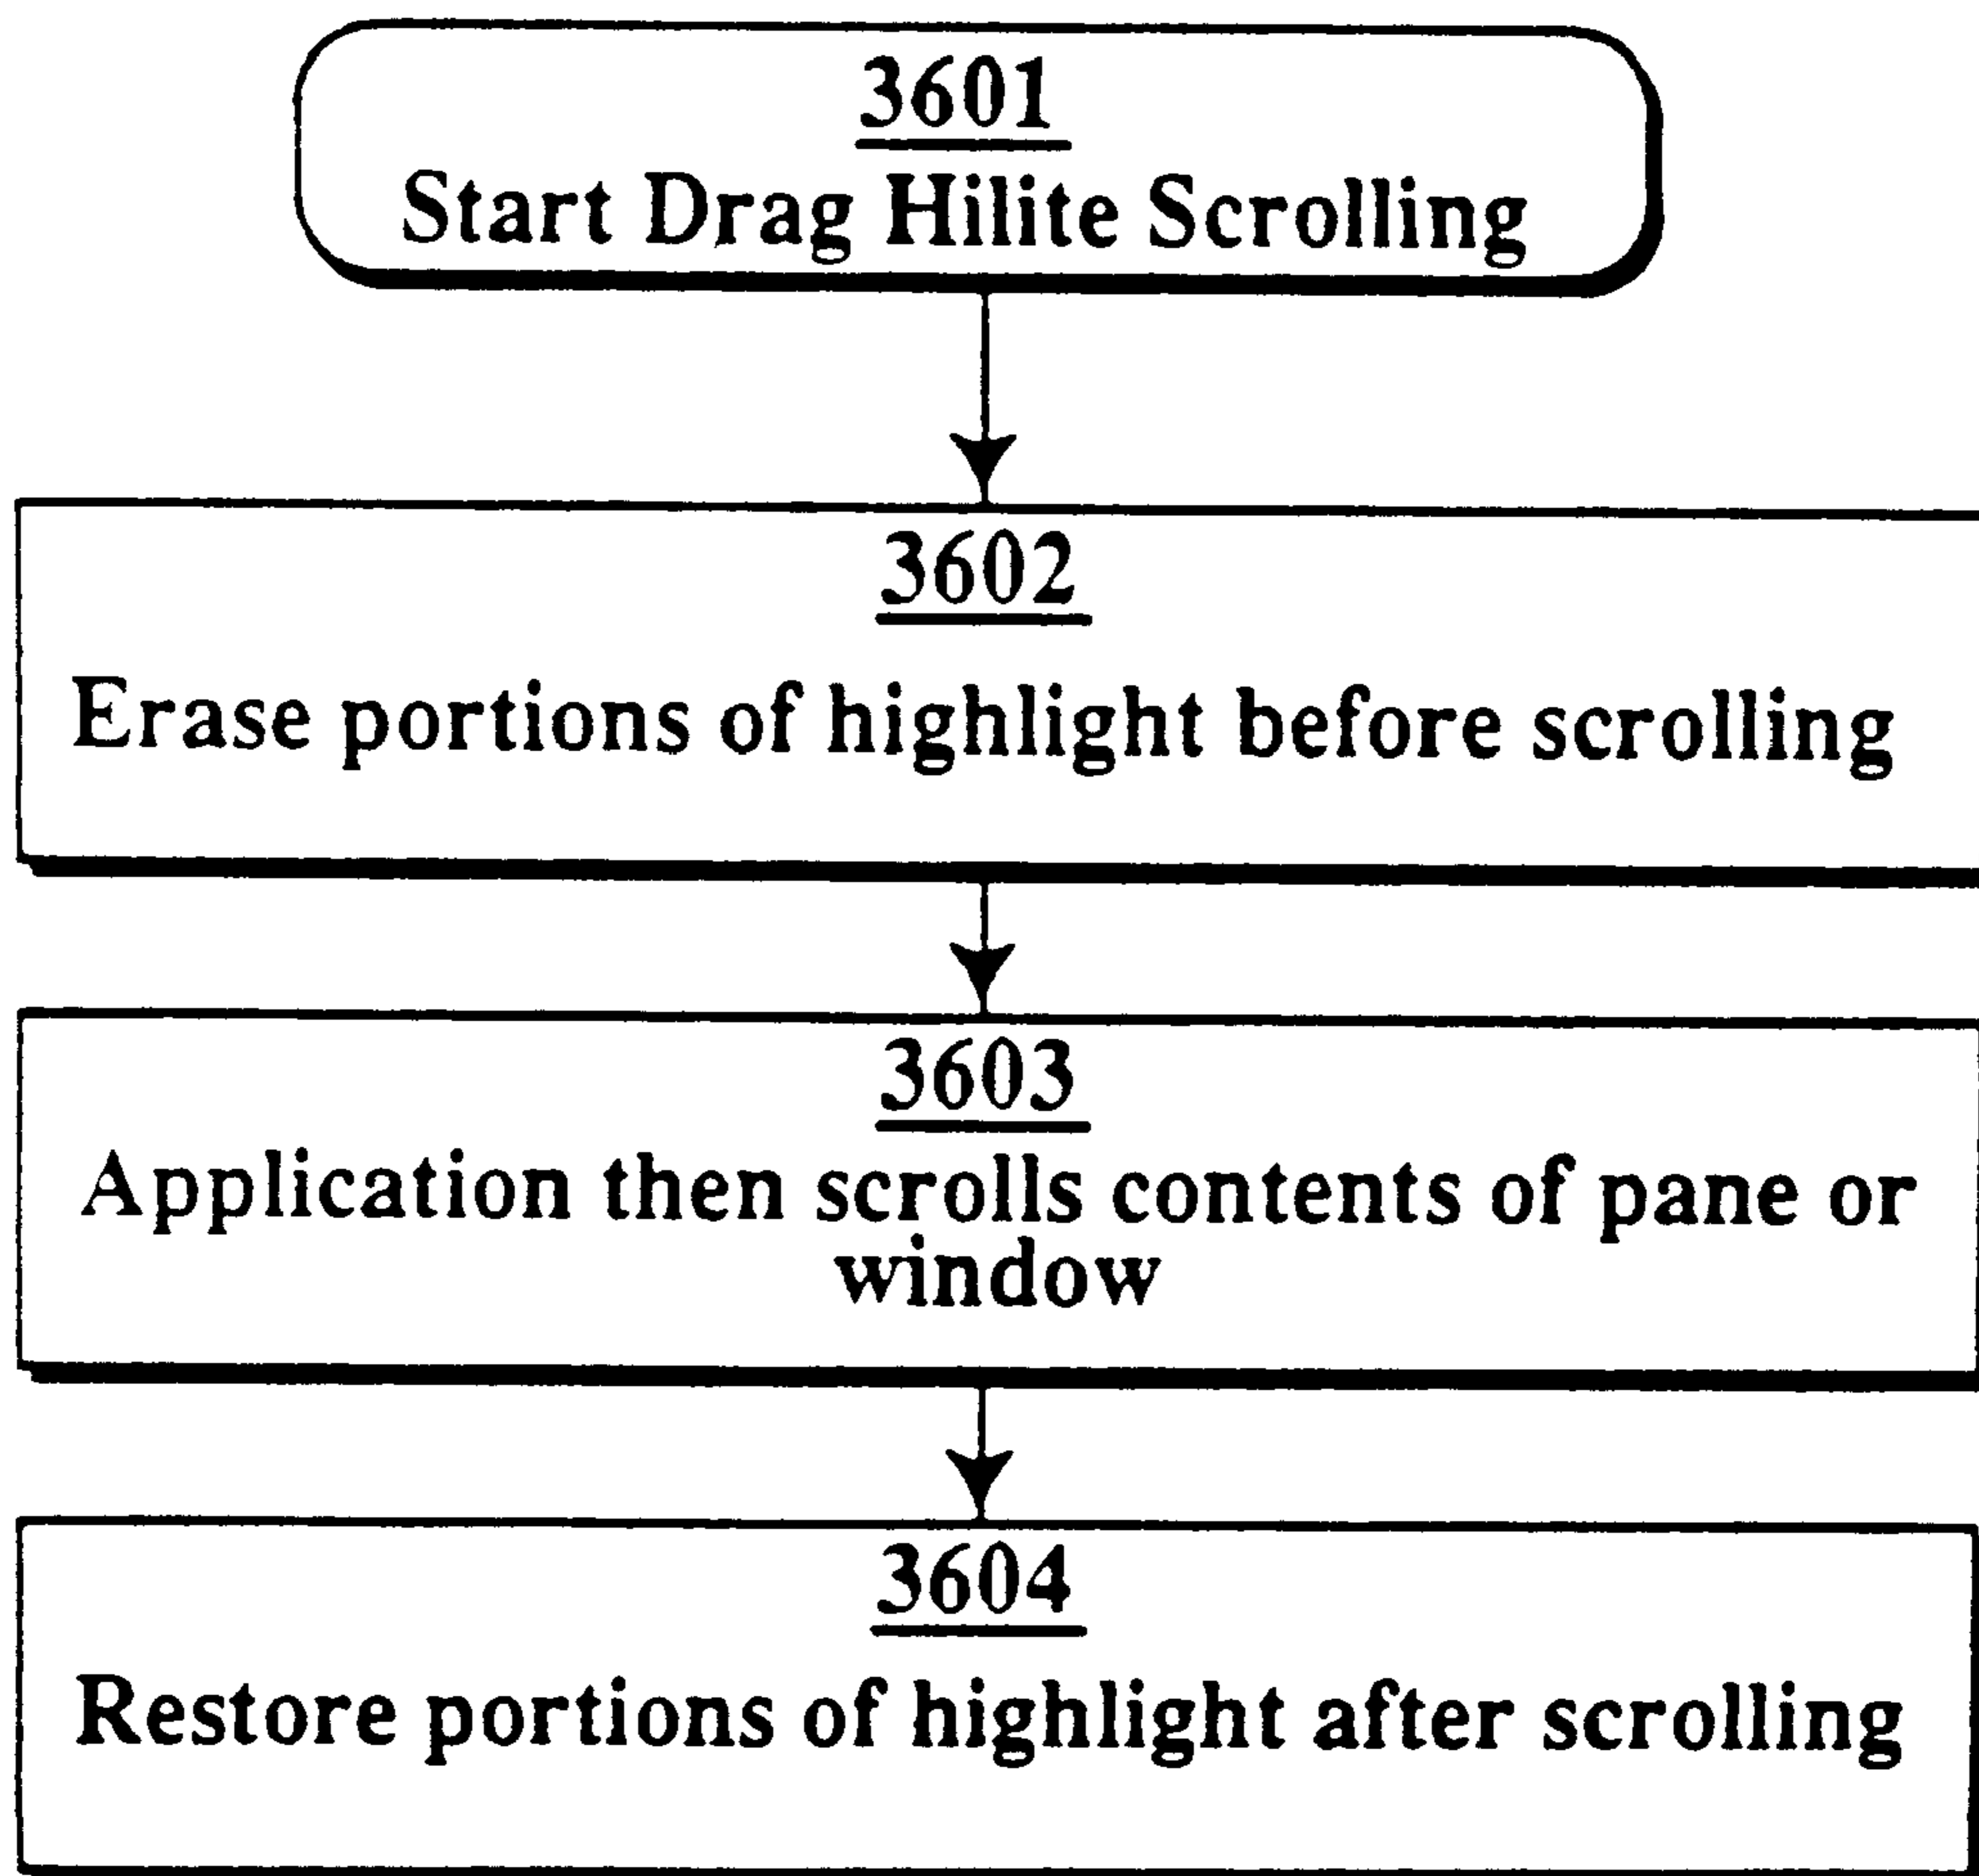 3601
Start Drag Hilite Scrolling
3602
Erase portions of highlight before scrolling
3603
Application then scrolls contents of pane or
window
3604
Restore portions of highlight after scrolling